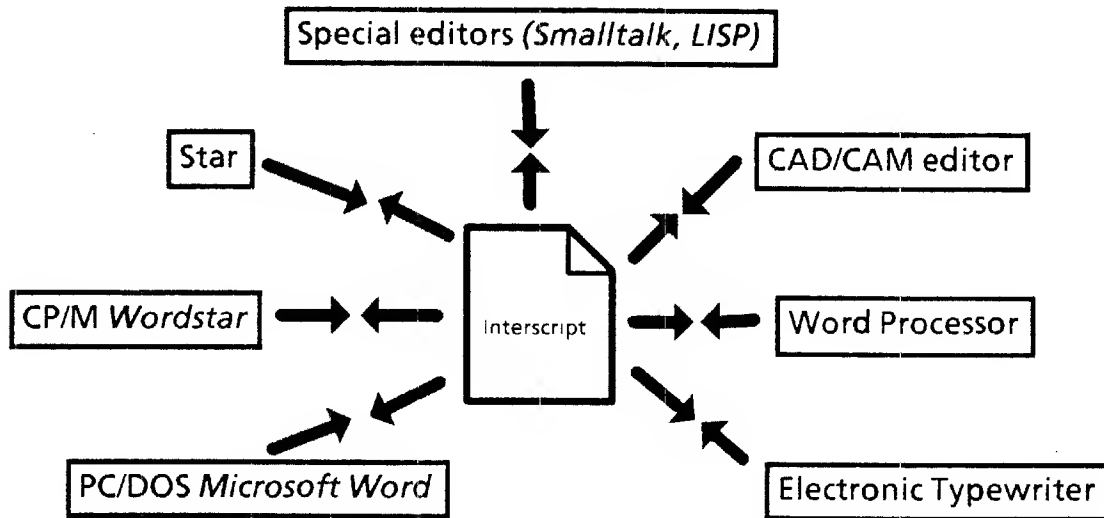 Special editors (Smalltalk, LISP)
Star
CAD/CAM editor
CP/M Wordstar
Interscript
Word Processor
PC/DOS Microsoft Word
Electronic Typewriter